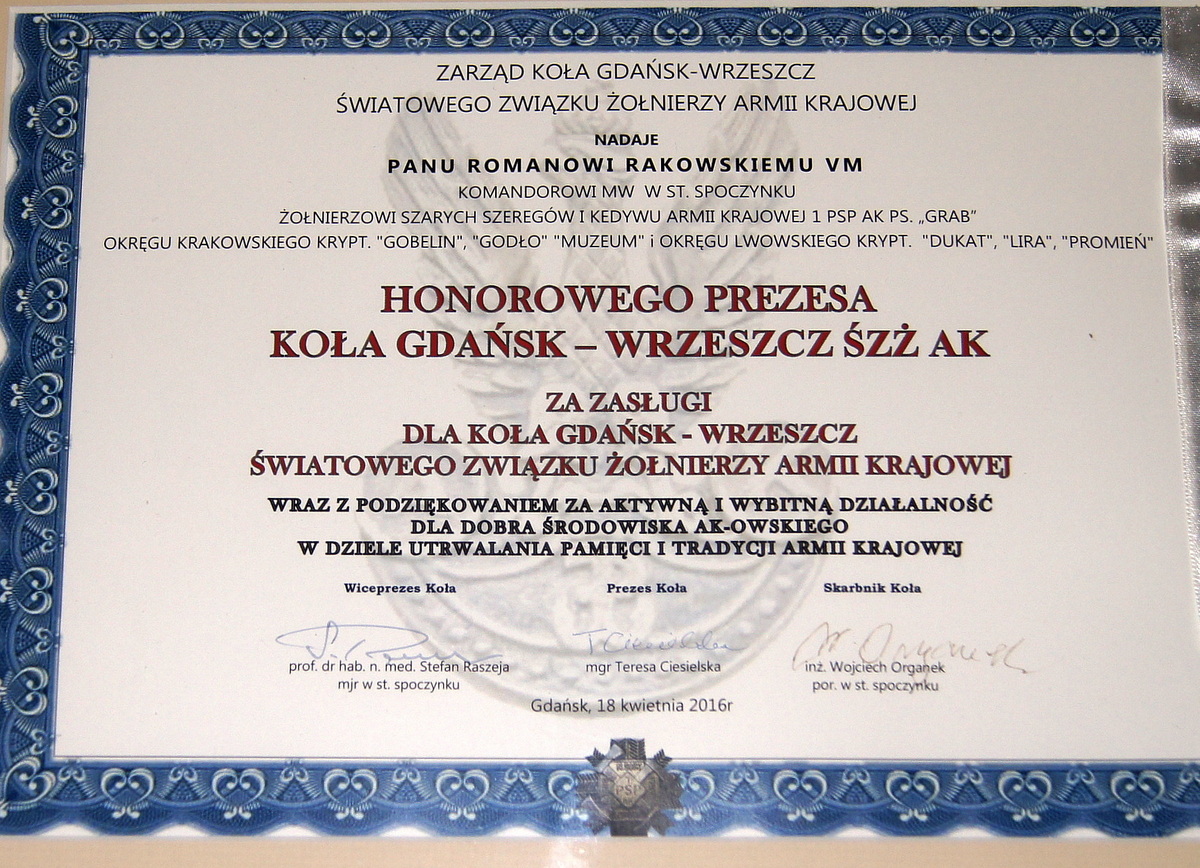 ZARZĄD KOŁA GDAŃSK-WRZESZCZ
ŚWIATOWEGO ZWIĄZKU ŻOŁNIERZY ARMII KRAJOWEJ
NADAJE
PANU ROMANOWI RAKOWSKIEMU VM
KOMANDOROWI MW W ST. SPOCZYNKU
ŻOŁNIERZOWI SZARYCH SZEREGÓW I KEDYWU ARMII KRAJOWEJ 1 PSP AK PS. „GRAB”
OKRĘGU KRAKOWSKIEGO KRYPT. "GOBELIN", "GODŁO" "MUZEUM" i OKRĘGU LWOWSKIEGO KRYPT. "DUKAT", "LIRA", "PROMIEŃ"
HONOROWEGO PREZESA
KOŁA GDAŃSK – WRZESZCZ ŚZŻ AK
ZA ZASŁUGI
DLA KOŁA GDAŃSK - WRZESZCZ
ŚWIATOWEGO ZWIĄZKU ŻOŁNIERZY ARMII KRAJOWEJ
WRAZ Z PODZIĘKOWANIEM ZA AKTYWNĄ I WYBITNĄ DZIAŁALNOŚĆ
DLA DOBRA ŚRODOWISKA AK-OWSKIEGO
W DZIELE UTRWALANIA PAMIĘCI I TRADYCJI ARMII KRAJOWEJ
Wiceprezes Koła Prezes Koła Skarbnik Koła
T Ciesielska
prof. dr hab. n. med. Stefan Raszeja mgr Teresa Ciesielska inż. Wojciech Organek
mjr w st. spoczynku por. w st. spoczynku
Gdańsk, 18 kwietnia 2016r
PSP